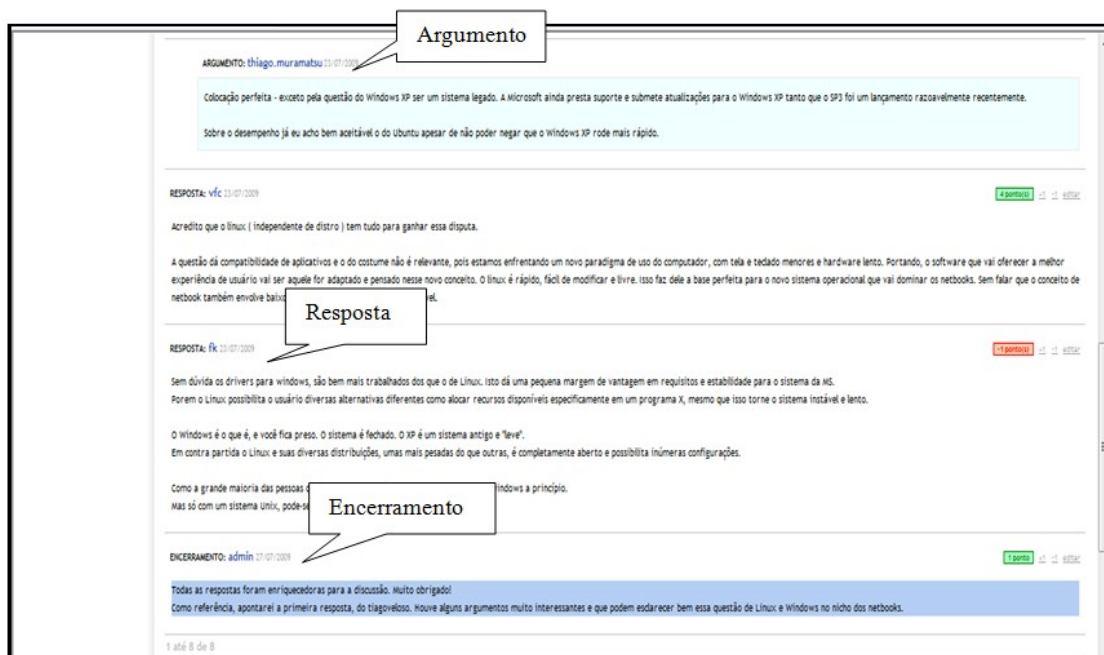 Argumento
ARGUMENTO: thiago.muramatsu 23/07/2009
Colocação perfeita - exceto pela questão do Windows XP ser um sistema legado. A Microsoft ainda presta suporte e submete atualizações para o Windows XP tanto que o SP3 foi um lançamento razoavelmente recentemente.
Sobre o desempenho já eu acho bem aceitável o do Ubuntu apesar de não poder negar que o Windows XP rode mais rápido.
RESPOSTA: vfc 23/07/2009 4 ponto(s) +1 -1 editar
Acredito que o linux ( independente de distro ) tem tudo para ganhar essa disputa.
A questão dá compatibilidade de aplicativos e o do costume não é relevante, pois estamos enfrentando um novo paradigma de uso do computador, com tela e teclado menores e hardware lento. Portando, o software que vai oferecer a melhor
experiência de usuário vai ser aquele for adaptado e pensado nesse novo conceito. O linux é rápido, fácil de modificar e livre. Isso faz dele a base perfeita para o novo sistema operacional que vai dominar os netbooks. Sem falar que o conceito de
netbook também envolve
Resposta
RESPOSTA: fk 23/07/2009 -1 ponto(s) +1 -1 editar
Sem dúvida os drivers para windows, são bem mais trabalhados dos que o de Linux. Isto dá uma pequena margem de vantagem em requisitos e estabilidade para o sistema da MS.
Porem o Linux possibilita o usuário diversas alternativas diferentes como alocar recursos disponíveis especificamente em um programa X, mesmo que isso torne o sistema instável e lento.
O Windows é o que é, e você fica preso. O sistema é fechado. O XP é um sistema antigo e "leve".
Em contra partida o Linux e suas diversas distribuições, umas mais pesadas do que outras, é completamente aberto e possibilita inúmeras configurações.
Como a grande maioria das pessoas indows a princípio.
Mas só com um sistema Unix,
Encerramento
ENCERRAMENTO: admin 27/07/2009 1 ponto +1 -1 editar
Todas as respostas foram enriquecedoras para a discussão. Muito obrigado!
Como referência, apontarei a primeira resposta, do tiagoveloso. Houve alguns argumentos muito interessantes e que podem esclarecer bem essa questão de Linux e Windows no nicho dos netbooks.
1 até 8 de 8